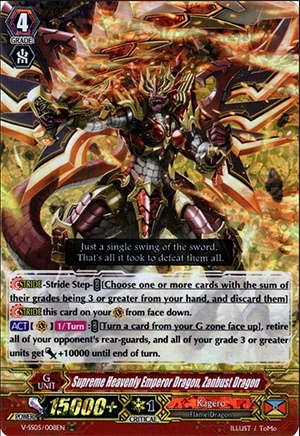 4
GRADE
Just a single swing of the sword.
That's all it took to defeat them all.
STRIDE -Stride Step- [Choose one or more cards with the sum of
their grades being 3 or greater from your hand, and discard them]
STRIDE this card on your from face down.
ACT [ ] 1/Turn : [Turn a card from your G zone face up], retire
all of your opponent's rear-guards, and all of your grade 3 or greater
units get +10000 until end of turn.
G
UNIT
Supreme Heavenly Emperor Dragon, Zanbust Dragon
POWER
15000+
1
CRITICAL
Kagero
Flame Dragon
V-SS05/008EN
ILLUST / ToMo